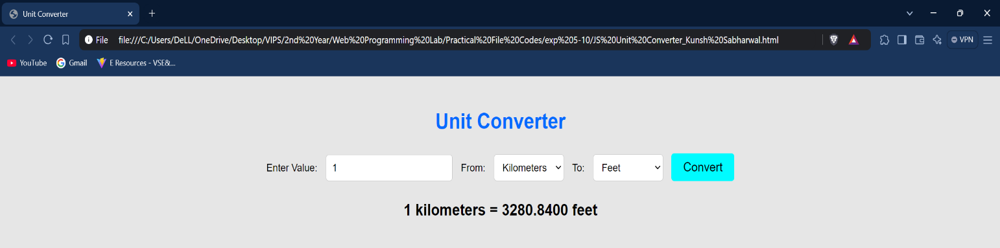 Unit Converter
File file:///C:/Users/DeLL/OneDrive/Desktop/VIPS/2nd%20Year/Web%20Programming%20Lab/Practical%20File%20Codes/exp%205-10/JS%20Unit%20Converter_Kunsh%20Sabharwal.html VPN
YouTube Gmail E Resources - VSE&...
Unit Converter
Enter Value: 1 From: Kilometers To: Feet Convert
1 kilometers = 3280.8400 feet